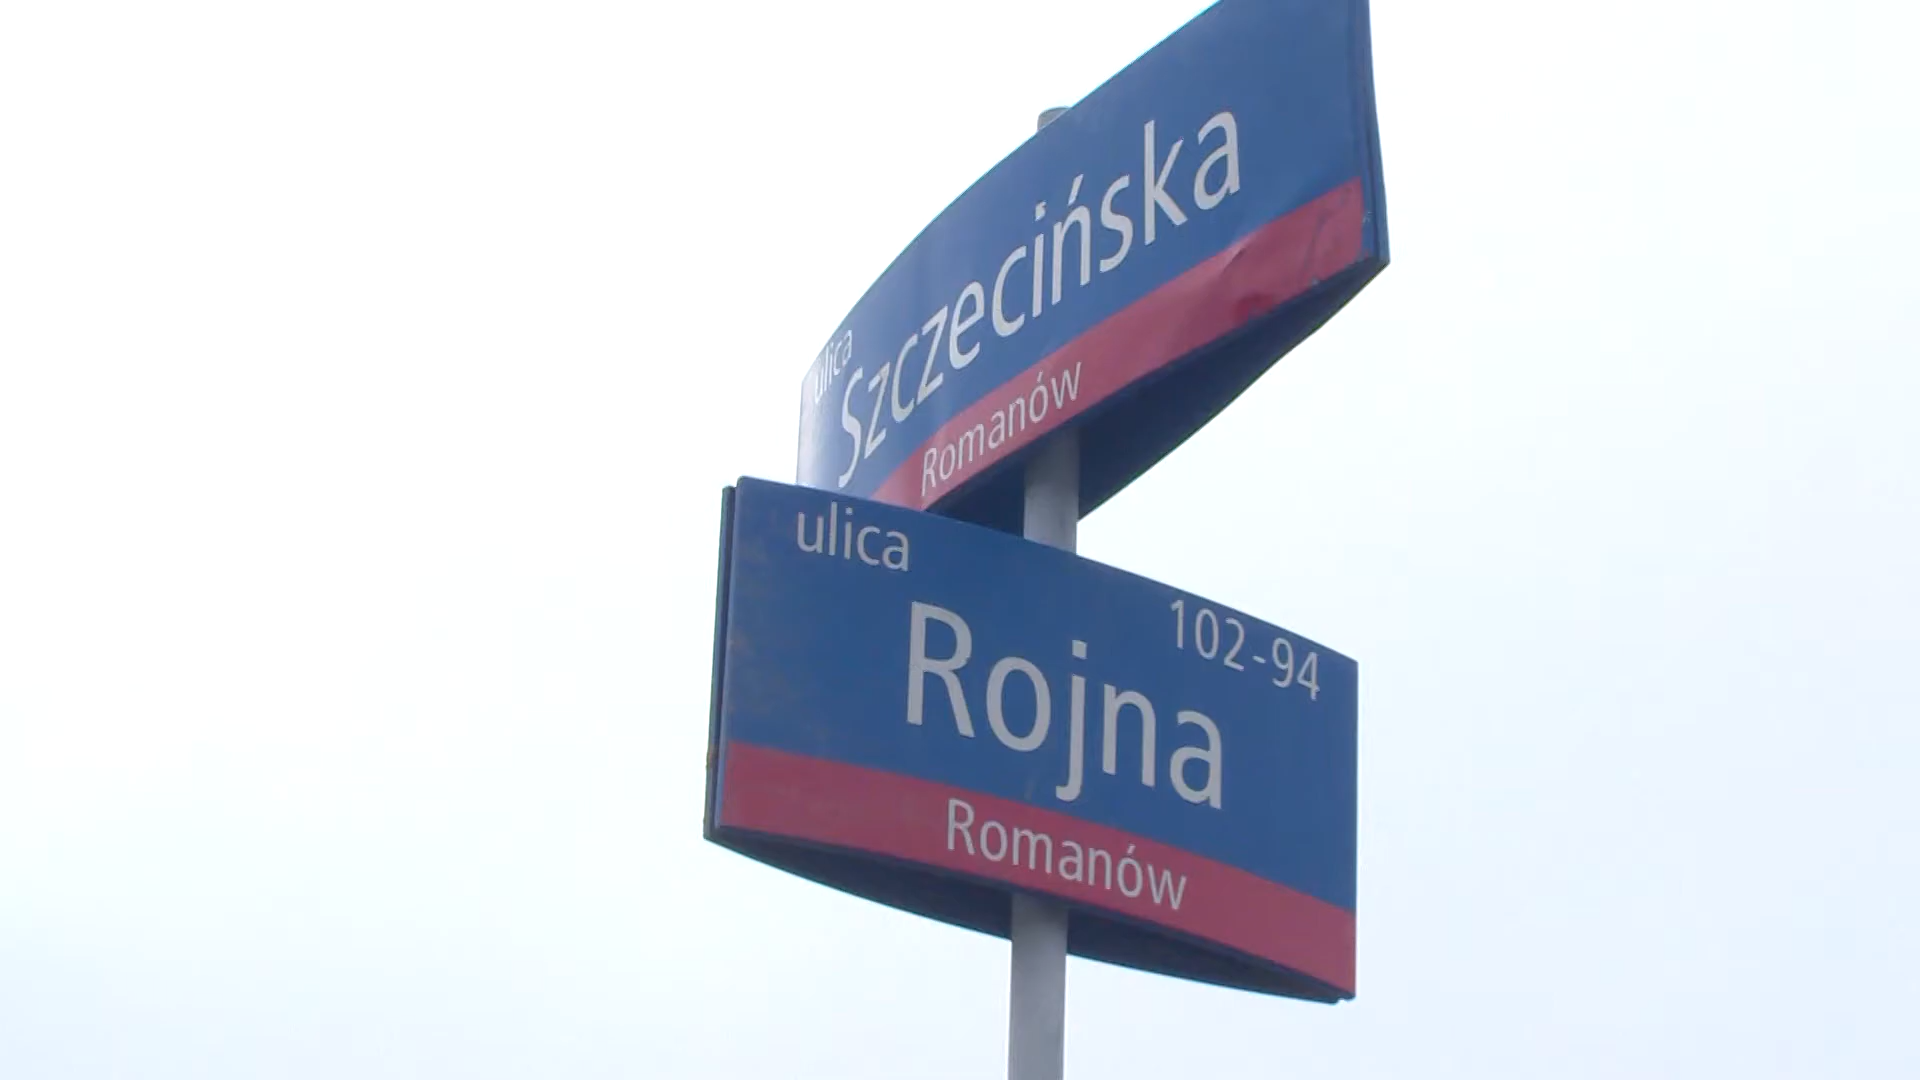 ulica
Szczecińska
Romanów
ulica
102-94
Rojna
Romanów